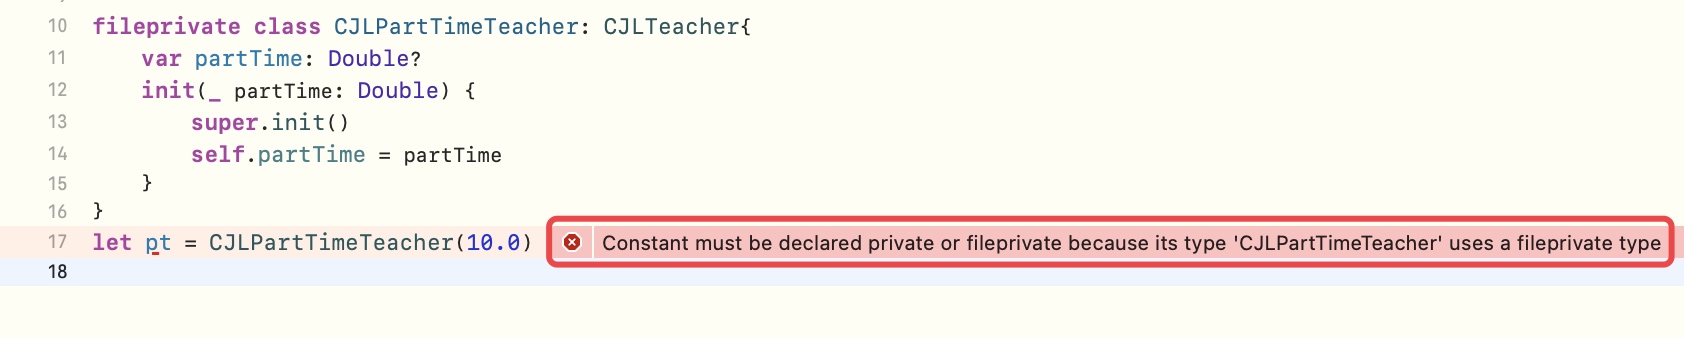 10 fileprivate class CJLPartTimeTeacher: CJLTeacher{
11 var partTime: Double?
12 init(_ partTime: Double) {
13 super.init()
14 self.partTime = partTime
15 }
16 }
17 let pt = CJLPartTimeTeacher(10.0) Constant must be declared private or fileprivate because its type 'CJLPartTimeTeacher' uses a fileprivate type
18